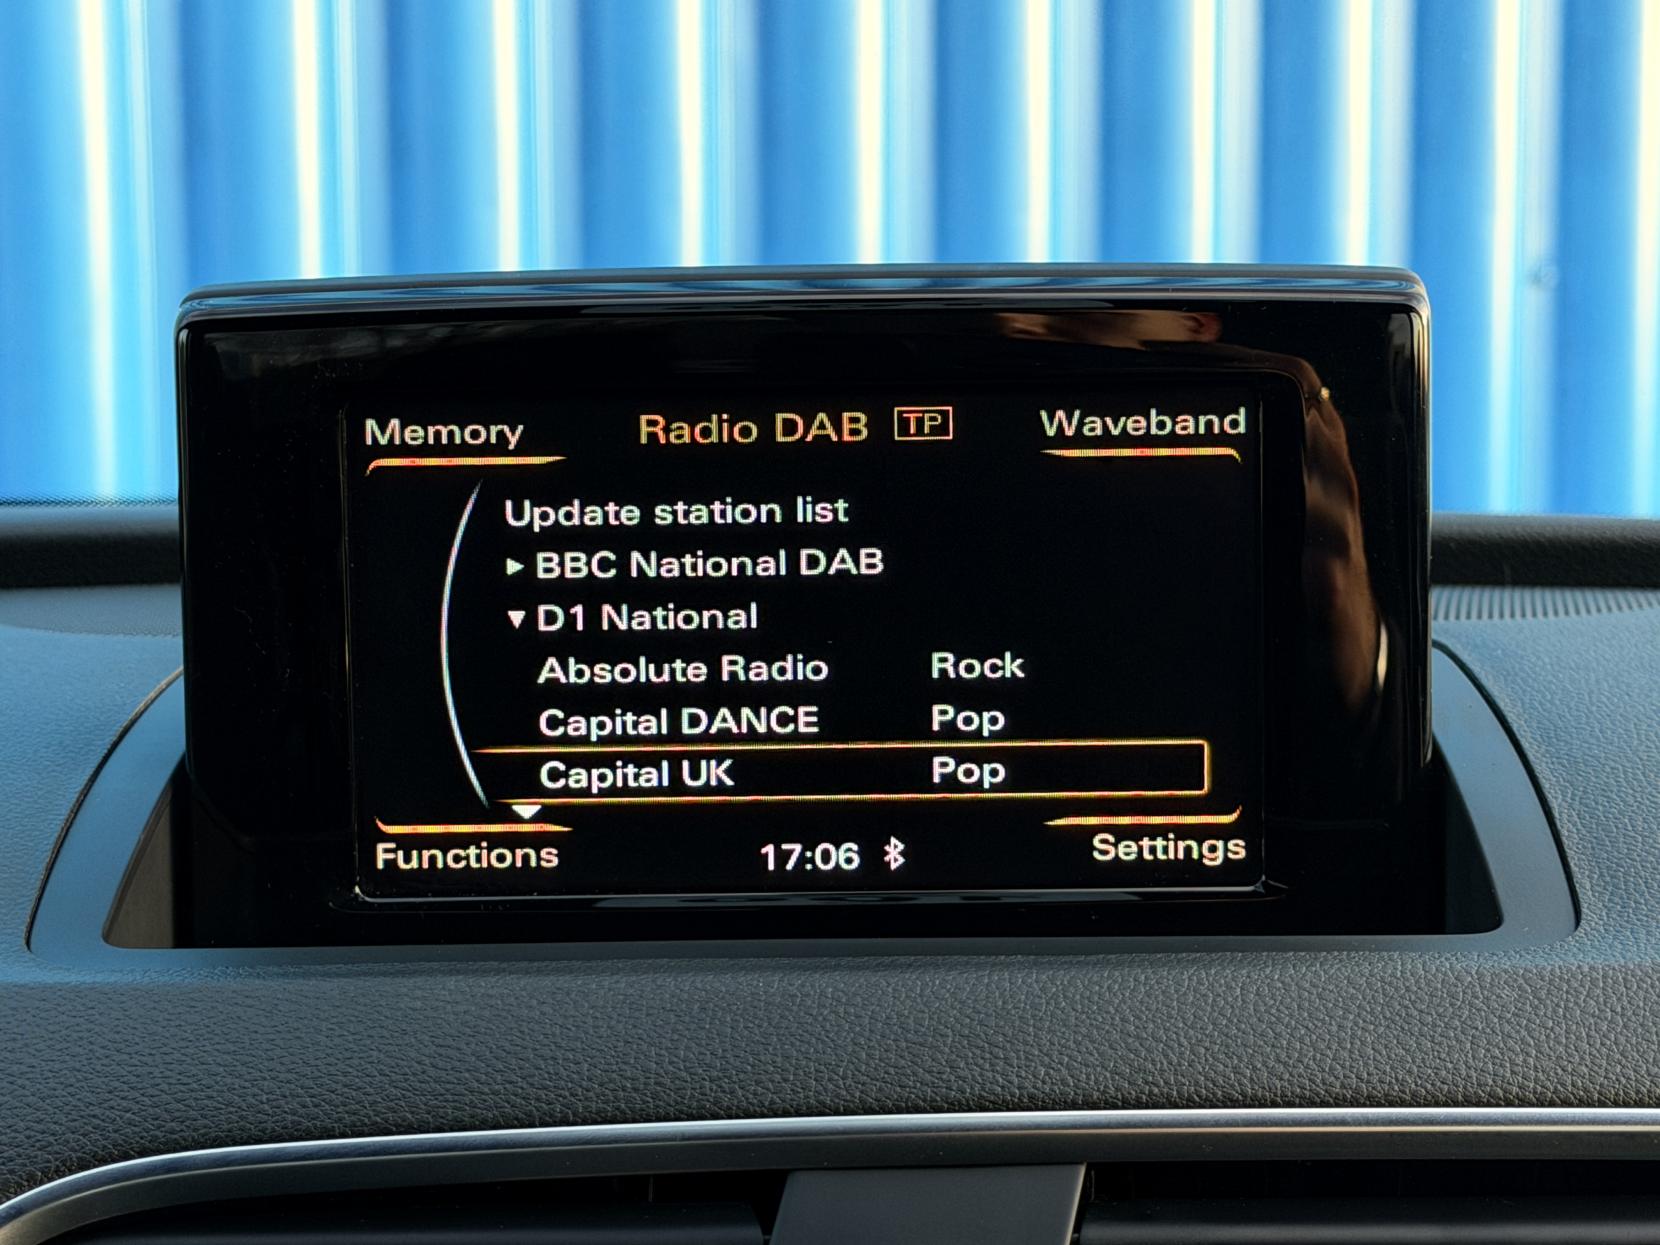 Memory Radio DAB TP Waveband
Update station list
BBC National DAB
D1 National
Absolute Radio Rock
Capital DANCE Pop
Capital UK Pop
Functions 17:06 Settings